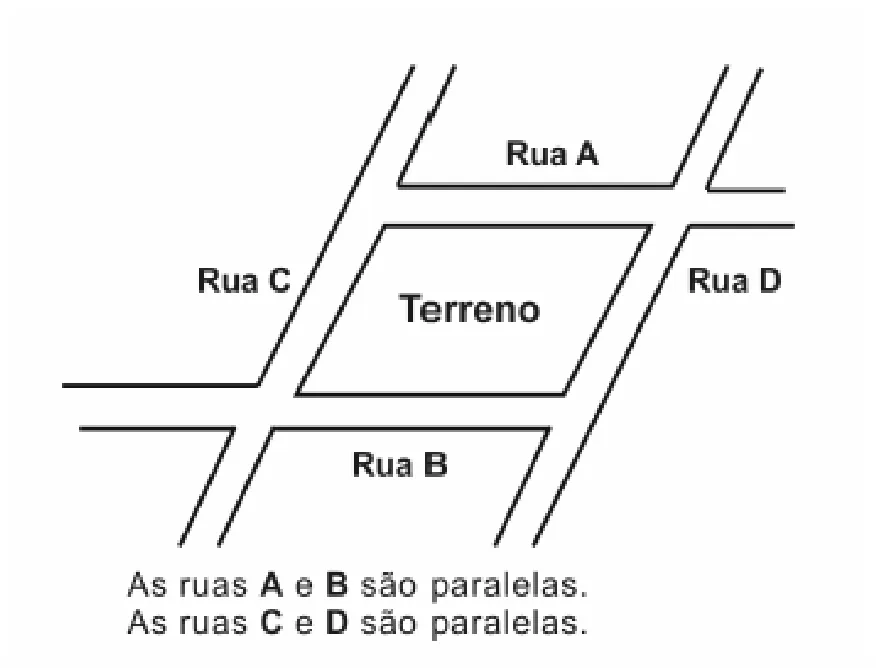 Rua A
Rua C
Rua D
Terreno
Rua B
As ruas A e B são paralelas.
As ruas C e D são paralelas.